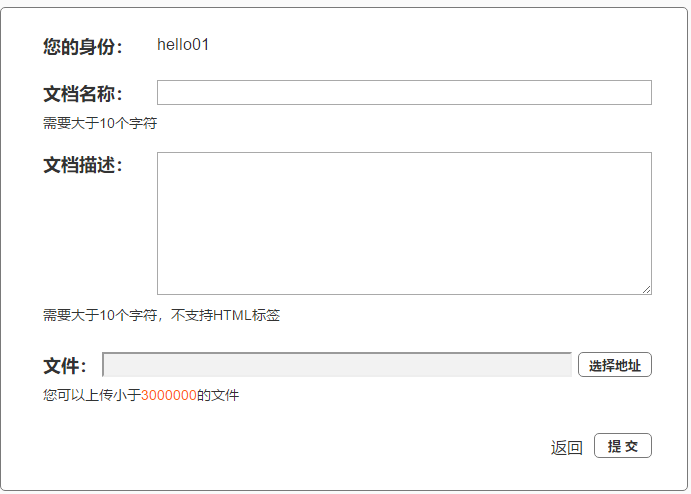 您的身份： hello01
文档名称：
需要大于10个字符
文档描述：
需要大于10个字符，不支持HTML标签
文件： 选择地址
您可以上传小于3000000的文件
返回 提 交